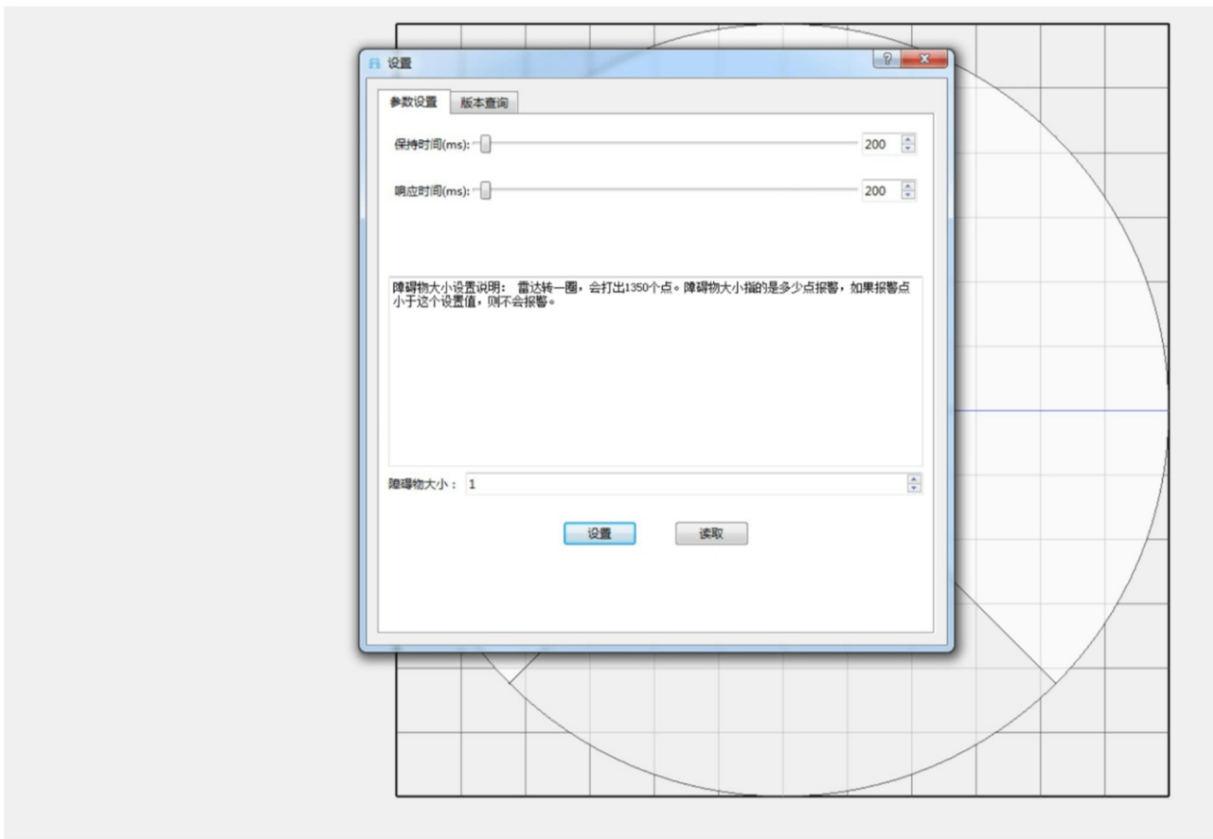 设置
参数设置 版本查询
保持时间(ms): 200
响应时间(ms): 200
障碍物大小设置说明： 雷达转一圈，会打出1350个点。障碍物大小指的是多少点报警，如果报警点
小于这个设置值，则不会报警。
障碍物大小： 1
设置 读取